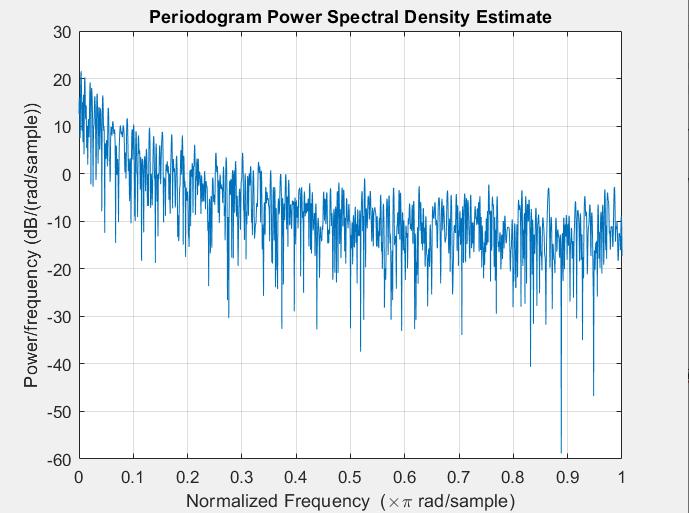 Periodogram Power Spectral Density Estimate
30
20
10
0
-10
-20
-30
-40
-50
-60
Power/frequency (dB/(rad/sample))
0 0.1 0.2 0.3 0.4 0.5 0.6 0.7 0.8 0.9 1
Normalized Frequency (×π rad/sample)